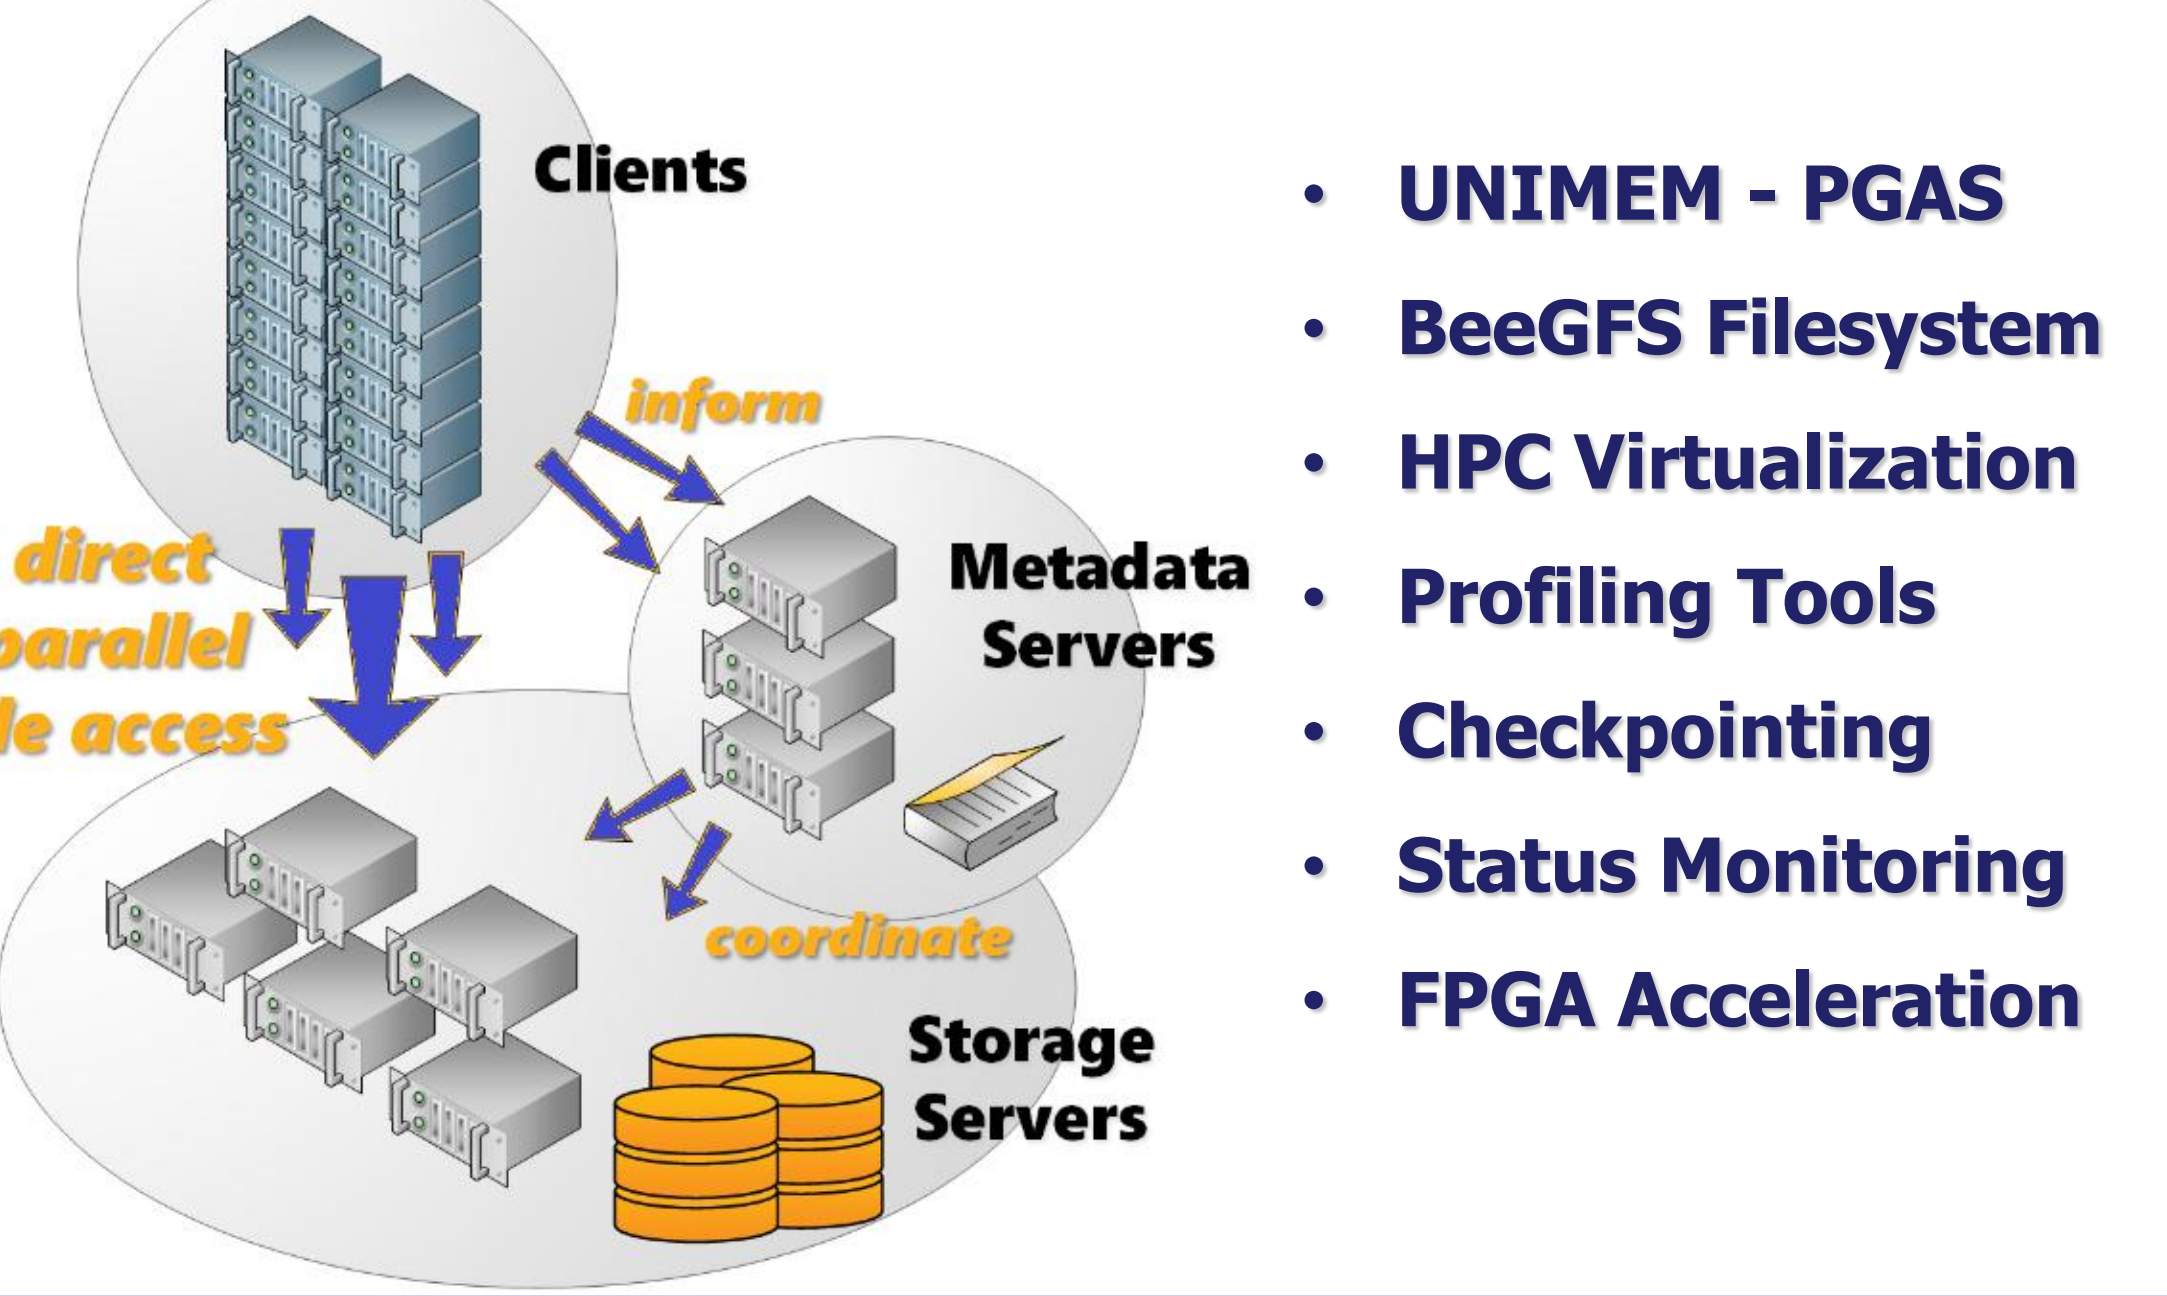 Clients
inform
direct
parallel
access
Metadata
Servers
coordinate
Storage
Servers
• UNIMEM - PGAS
• BeeGFS Filesystem
• HPC Virtualization
• Profiling Tools
• Checkpointing
• Status Monitoring
• FPGA Acceleration